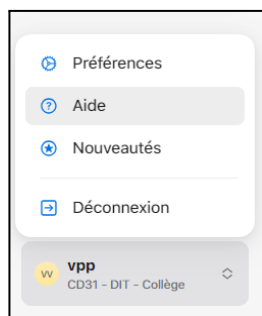 Préférences
Aide
Nouveautés
Déconnexion
vv
vpp
CD31 - DIT - Collège